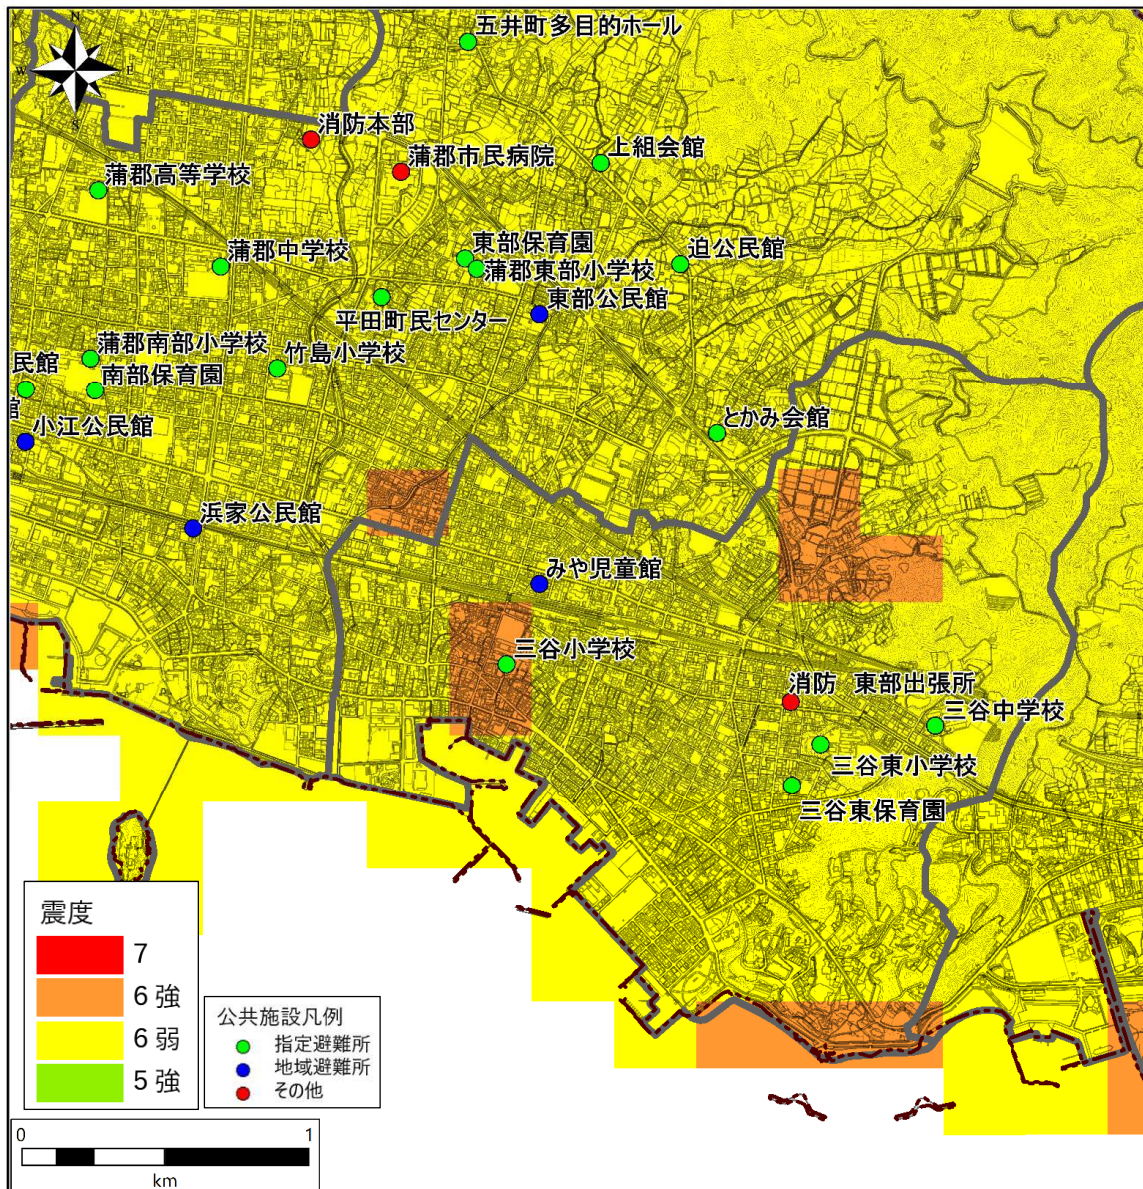 五井町多目的ホール
N
W
E
S
消防本部
蒲郡市民病院
上組会館
蒲郡高等学校
蒲郡中学校
東部保育園
蒲郡東部小学校
迫公民館
東部公民館
平田町民センター
蒲郡南部小学校
竹島小学校
民館
南部保育園
館
小江公民館
とかみ会館
浜家公民館
みや児童館
三谷小学校
消防 東部出張所
三谷中学校
三谷東小学校
三谷東保育園
震度
7
6強
6弱
5強
公共施設凡例
指定避難所
地域避難所
その他
0 1
km